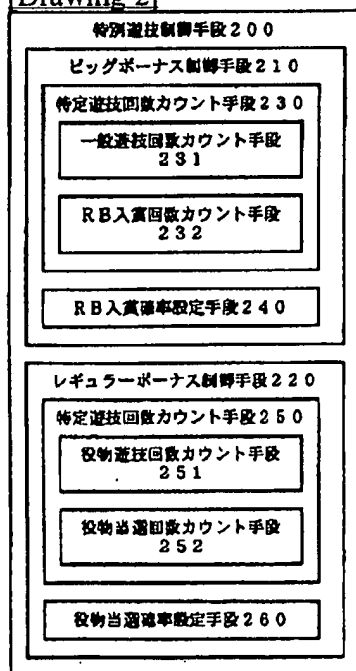 [Drawing 2]
特別遊技制御手段200
ビッグボーナス制御手段210
特定遊技回数カウント手段230
一般遊技回数カウント手段
231
RB入賞回数カウント手段
232
RB入賞確率設定手段240
レギュラーボーナス制御手段220
特定遊技回数カウント手段250
役物遊技回数カウント手段
251
役物当選回数カウント手段
252
役物当選確率設定手段260